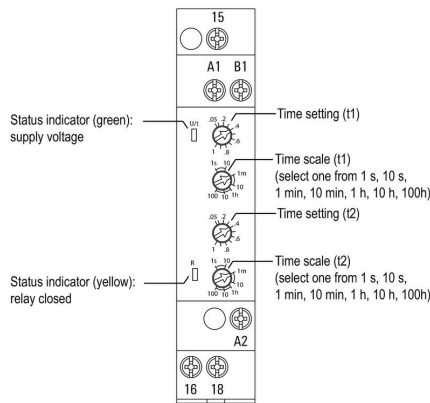 15
A1 B1
Status indicator (green):
supply voltage
U/t
.05 .2 .4 .6 .8 1
Time setting (t1)
1s 10 1m 10 1h 10 100
Time scale (t1)
(select one from 1 s, 10 s,
1 min, 10 min, 1 h, 10 h, 100h)
.05 .2 .4 .6 .8 1
Time setting (t2)
Status indicator (yellow):
relay closed
R
1s 10 1m 10 1h 10 100
Time scale (t2)
(select one from 1 s, 10 s,
1 min, 10 min, 1 h, 10 h, 100h)
A2
16 18